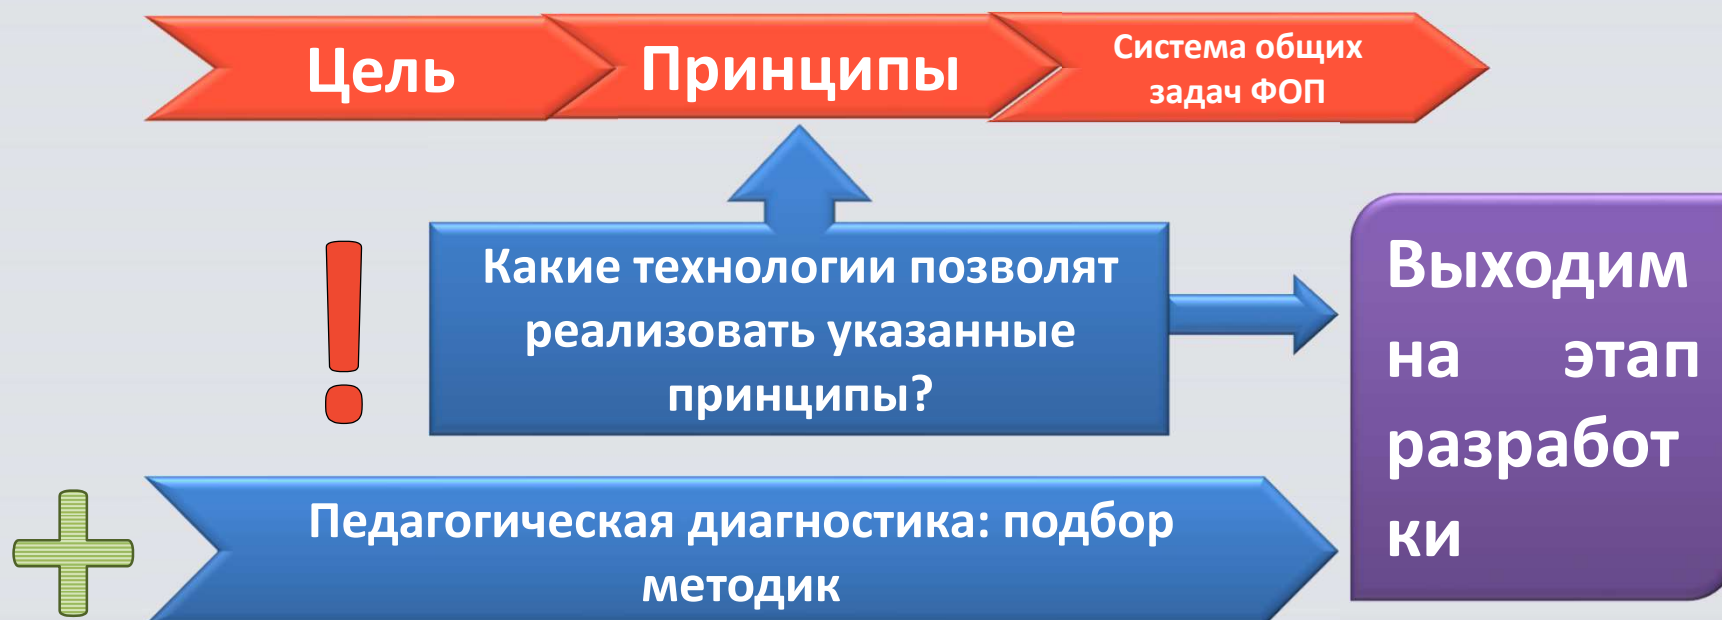 Цель
Принципы
Система общих
задач ФОП
Какие технологии позволят
реализовать указанные
принципы?
Выходим
на этап
разработ
ки
Педагогическая диагностика: подбор
методик